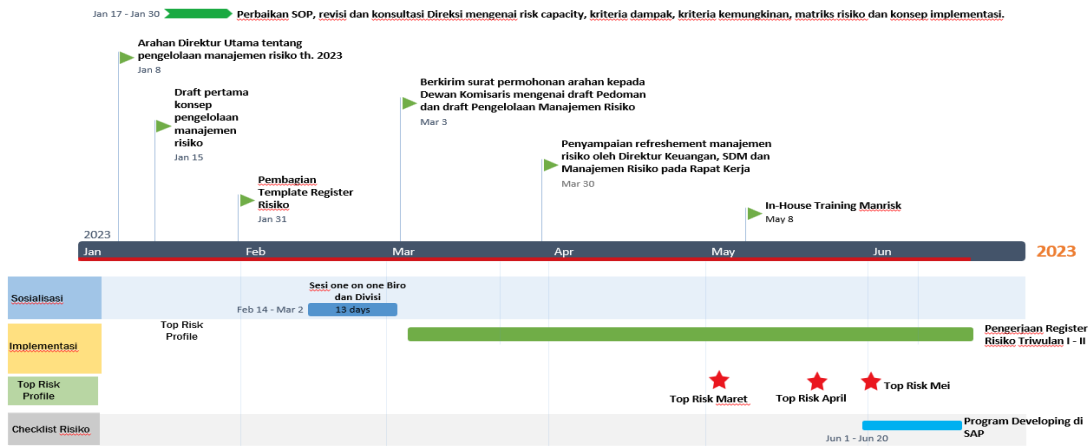 Jan 17 - Jan 30
Perbaikan SOP, revisi dan konsultasi Direksi mengenai risk capacity, kriteria dampak, kriteria kemungkinan, matriks risiko dan konsep implementasi.
Arahan Direktur Utama tentang
pengelolaan manajemen risiko th. 2023
Jan 8
Draft pertama
konsep
pengelolaan
manajemen
risiko
Jan 15
Pembagian
Template Register
Risiko
Jan 31
Berkirim surat permohonan arahan kepada
Dewan Komisaris mengenai draft Pedoman
dan draft Pengelolaan Manajemen Risiko
Mar 3
Penyampaian refreshement manajemen
risiko oleh Direktur Keuangan, SDM dan
Manajemen Risiko pada Rapat Kerja
Mar 30
In-House Training Manrisk
May 8
2023
Jan
Feb
Mar
Apr
May
Jun
2023
Sosialisasi
Sesi one on one Biro
dan Divisi
Feb 14 - Mar 2
13 days
Implementasi
Top Risk
Profile
Pengerjaan Register
Risiko Triwulan I - II
Top Risk
Profile
Top Risk Maret
Top Risk April
Top Risk Mei
Checklist Risiko
Program Developing di
SAP
Jun 1 - Jun 20